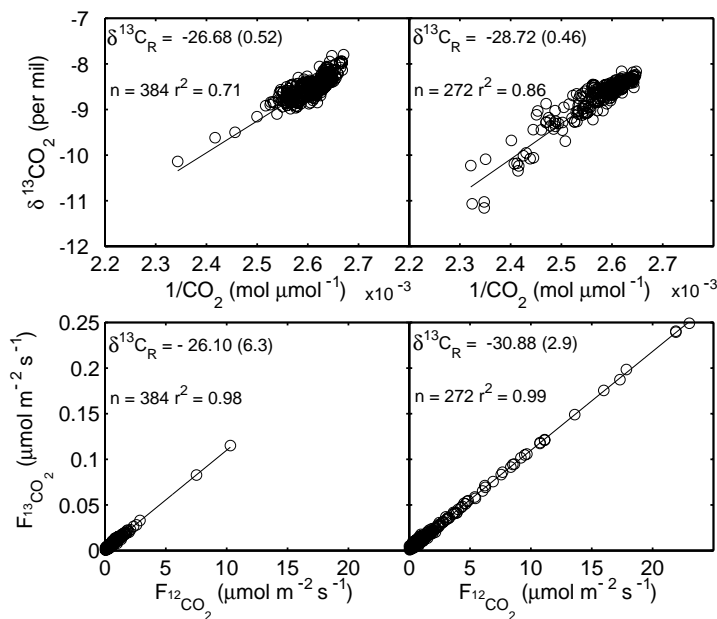 δ¹³C_R = -26.68 (0.52)
n = 384 r² = 0.71
δ¹³C_R = -28.72 (0.46)
n = 272 r² = 0.86
-7
-8
-9
-10
-11
-12
δ¹³CO₂ (per mil)
2.2 2.3 2.4 2.5 2.6 2.7 2.2 2.3 2.4 2.5 2.6 2.7
1/CO₂ (mol µmol⁻¹) x10⁻³ 1/CO₂ (mol µmol⁻¹) x10⁻³
δ¹³C_R = - 26.10 (6.3)
n = 384 r² = 0.98
δ¹³C_R = -30.88 (2.9)
n = 272 r² = 0.99
0.25
0.2
0.15
0.1
0.05
0
F¹³CO₂ (µmol m⁻² s⁻¹)
0 5 10 15 20 0 5 10 15 20
F¹²CO₂ (µmol m⁻² s⁻¹) F¹²CO₂ (µmol m⁻² s⁻¹)